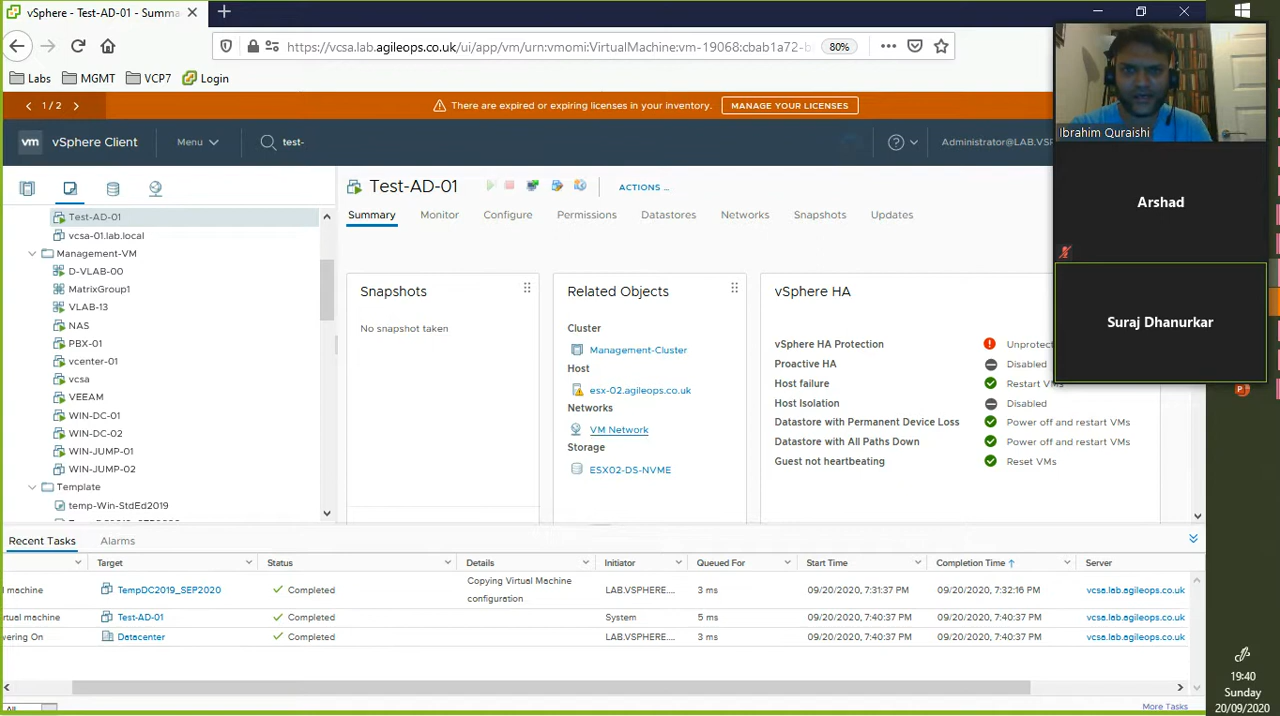 vSphere - Test-AD-01 - Summa
https://vcsa.lab.agileops.co.uk/ui/app/vm/urn:vmomi:VirtualMachine:vm-19068:cbab1a72-b
80%
Labs
MGMT
VCP7
Login
1 / 2
There are expired or expiring licenses in your inventory.
MANAGE YOUR LICENSES
vm
vSphere Client
Menu
test-
Administrator@LAB.VSP
Ibrahim Quraishi
Arshad
Suraj Dhanurkar
Test-AD-01
vcsa-01.lab.local
Management-VM
D-VLAB-00
MatrixGroup1
VLAB-13
NAS
PBX-01
vcenter-01
vcsa
VEEAM
WIN-DC-01
WIN-DC-02
WIN-JUMP-01
WIN-JUMP-02
Template
temp-Win-StdEd2019
Test-AD-01
ACTIONS
Summary
Monitor
Configure
Permissions
Datastores
Networks
Snapshots
Updates
Snapshots
No snapshot taken
Related Objects
Cluster
Management-Cluster
Host
esx-02.agileops.co.uk
Networks
VM Network
Storage
ESX02-DS-NVME
vSphere HA
vSphere HA Protection Unprotec
Proactive HA Disabled
Host failure Restart VMs
Host Isolation Disabled
Datastore with Permanent Device Loss Power off and restart VMs
Datastore with All Paths Down Power off and restart VMs
Guest not heartbeating Reset VMs
Recent Tasks
Alarms
Target Status Details Initiator Queued For Start Time Completion Time Server
machine TempDC2019_SEP2020 Completed Copying Virtual Machine configuration LAB.VSPHERE.... 3 ms 09/20/2020, 7:31:37 PM 09/20/2020, 7:32:16 PM vcsa.lab.agileops.co.uk
rtual machine Test-AD-01 Completed System 5 ms 09/20/2020, 7:40:37 PM 09/20/2020, 7:40:37 PM vcsa.lab.agileops.co.uk
wering On Datacenter Completed LAB.VSPHERE.... 3 ms 09/20/2020, 7:40:37 PM 09/20/2020, 7:40:37 PM vcsa.lab.agileops.co.uk
More Tasks
19:40
Sunday
20/09/2020